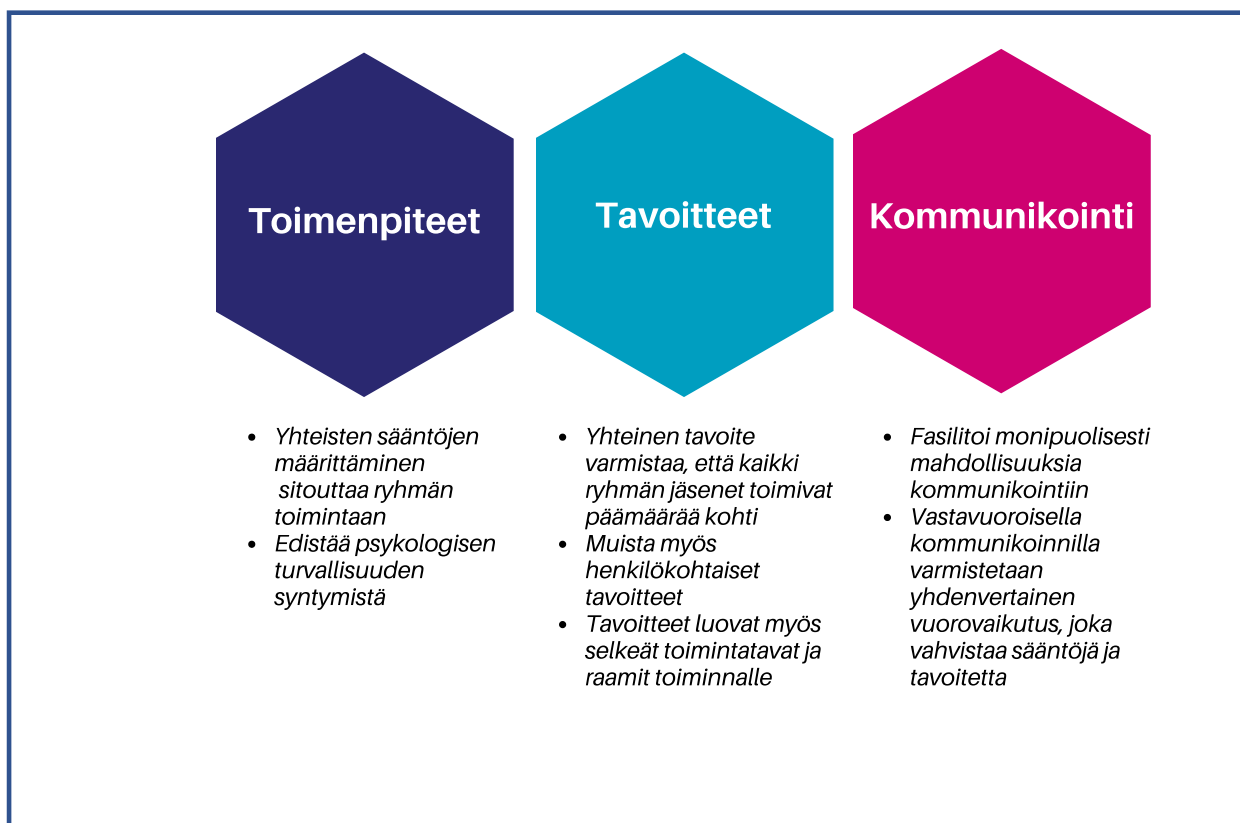 Toimenpiteet
Tavoitteet
Kommunikointi
• Yhteisten sääntöjen
määrittäminen
sitouttaa ryhmän
toimintaan
• Edistää psykologisen
turvallisuuden
syntymistä
• Yhteinen tavoite
varmistaa, että kaikki
ryhmän jäsenet toimivat
päämäärää kohti
• Muista myös
henkilökohtaiset
tavoitteet
• Tavoitteet luovat myös
selkeät toimintatavat ja
raamit toiminnalle
• Fasilitoi monipuolisesti
mahdollisuuksia
kommunikointiin
• Vastavuoroisella
kommunikoinnilla
varmistetaan
yhdenvertainen
vuorovaikutus, joka
vahvistaa sääntöjä ja
tavoitetta